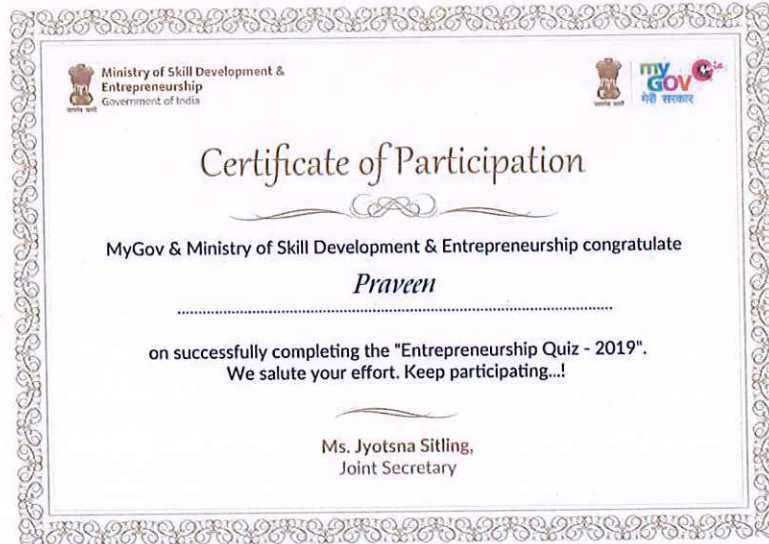 Ministry of Skill Development &
Entrepreneurship
Government of India
my
GOV
मेरी सरकार
Certificate of Participation
MyGov & Ministry of Skill Development & Entrepreneurship congratulate
Praveen
on successfully completing the "Entrepreneurship Quiz - 2019".
We salute your effort. Keep participating...!
Ms. Jyotsna Sitling,
Joint Secretary